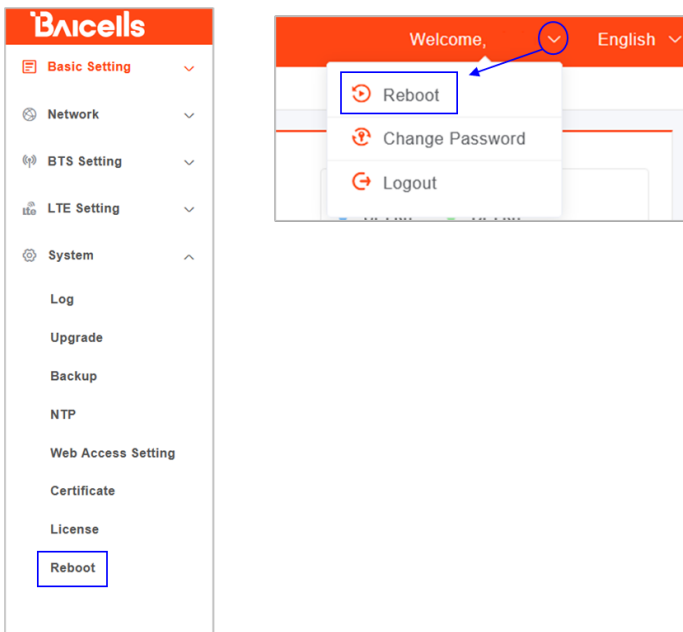 Baicells
Basic Setting
Network
BTS Setting
LTE Setting
System
Log
Upgrade
Backup
NTP
Web Access Setting
Certificate
License
Reboot
Welcome,
English
Reboot
Change Password
Logout